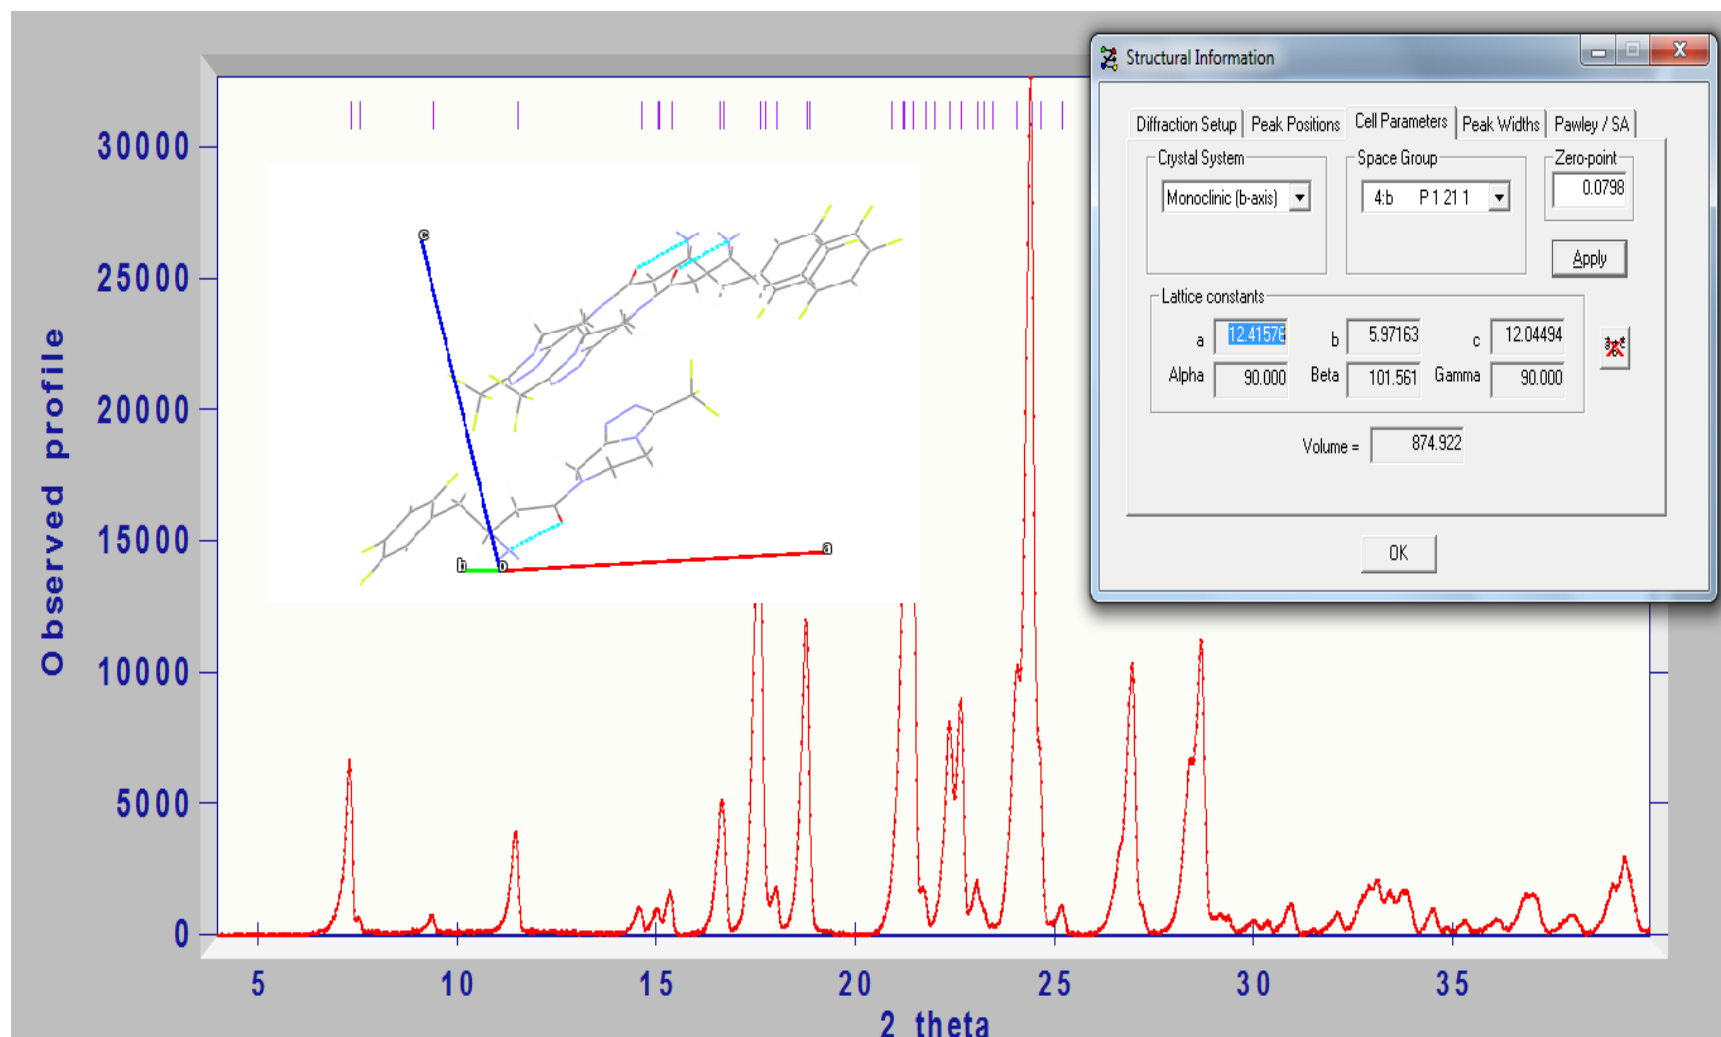 Structural Information
Diffraction Setup Peak Positions Cell Parameters Peak Widths Pawley / SA
Crystal System Space Group Zero-point
Monoclinic (b-axis) 4:b P 1 21 1 0.0798
Apply
Lattice constants
a 12.41576 b 5.97163 c 12.04494
Alpha 90.000 Beta 101.561 Gamma 90.000
Volume = 874.922
OK
Observed profile
30000
25000
20000
15000
10000
5000
0
c
b o a
5 10 15 20 25 30 35
2 theta